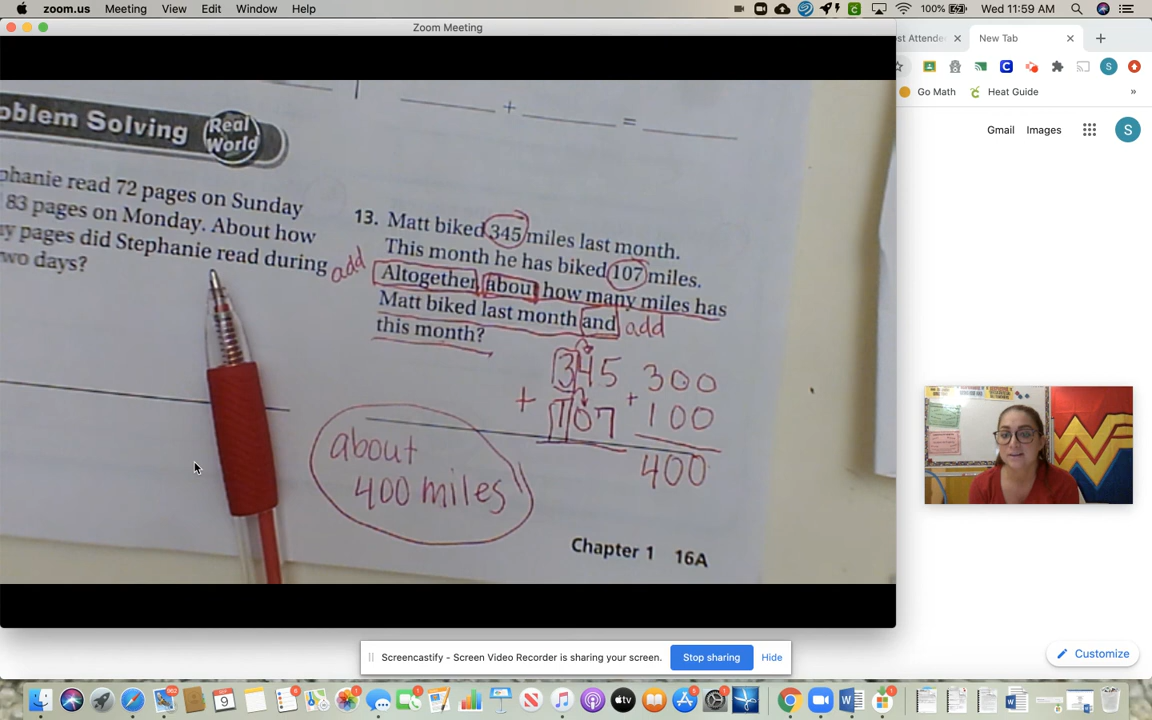 zoom.us Meeting View Edit Window Help 100% Wed 11:59 AM
Zoom Meeting
New Tab
Go Math Heat Guide »
Gmail Images S
oblem Solving Real World
+ =
phanie read 72 pages on Sunday
83 pages on Monday. About how
y pages did Stephanie read during
wo days?
13. Matt biked 345 miles last month.
This month he has biked 107 miles.
add Altogether about how many miles has
Matt biked last month and add
this month?
345 300
+ 107 + 100
400
about
400 miles
Chapter 1 16A
Screencastify - Screen Video Recorder is sharing your screen. Stop sharing Hide
Customize